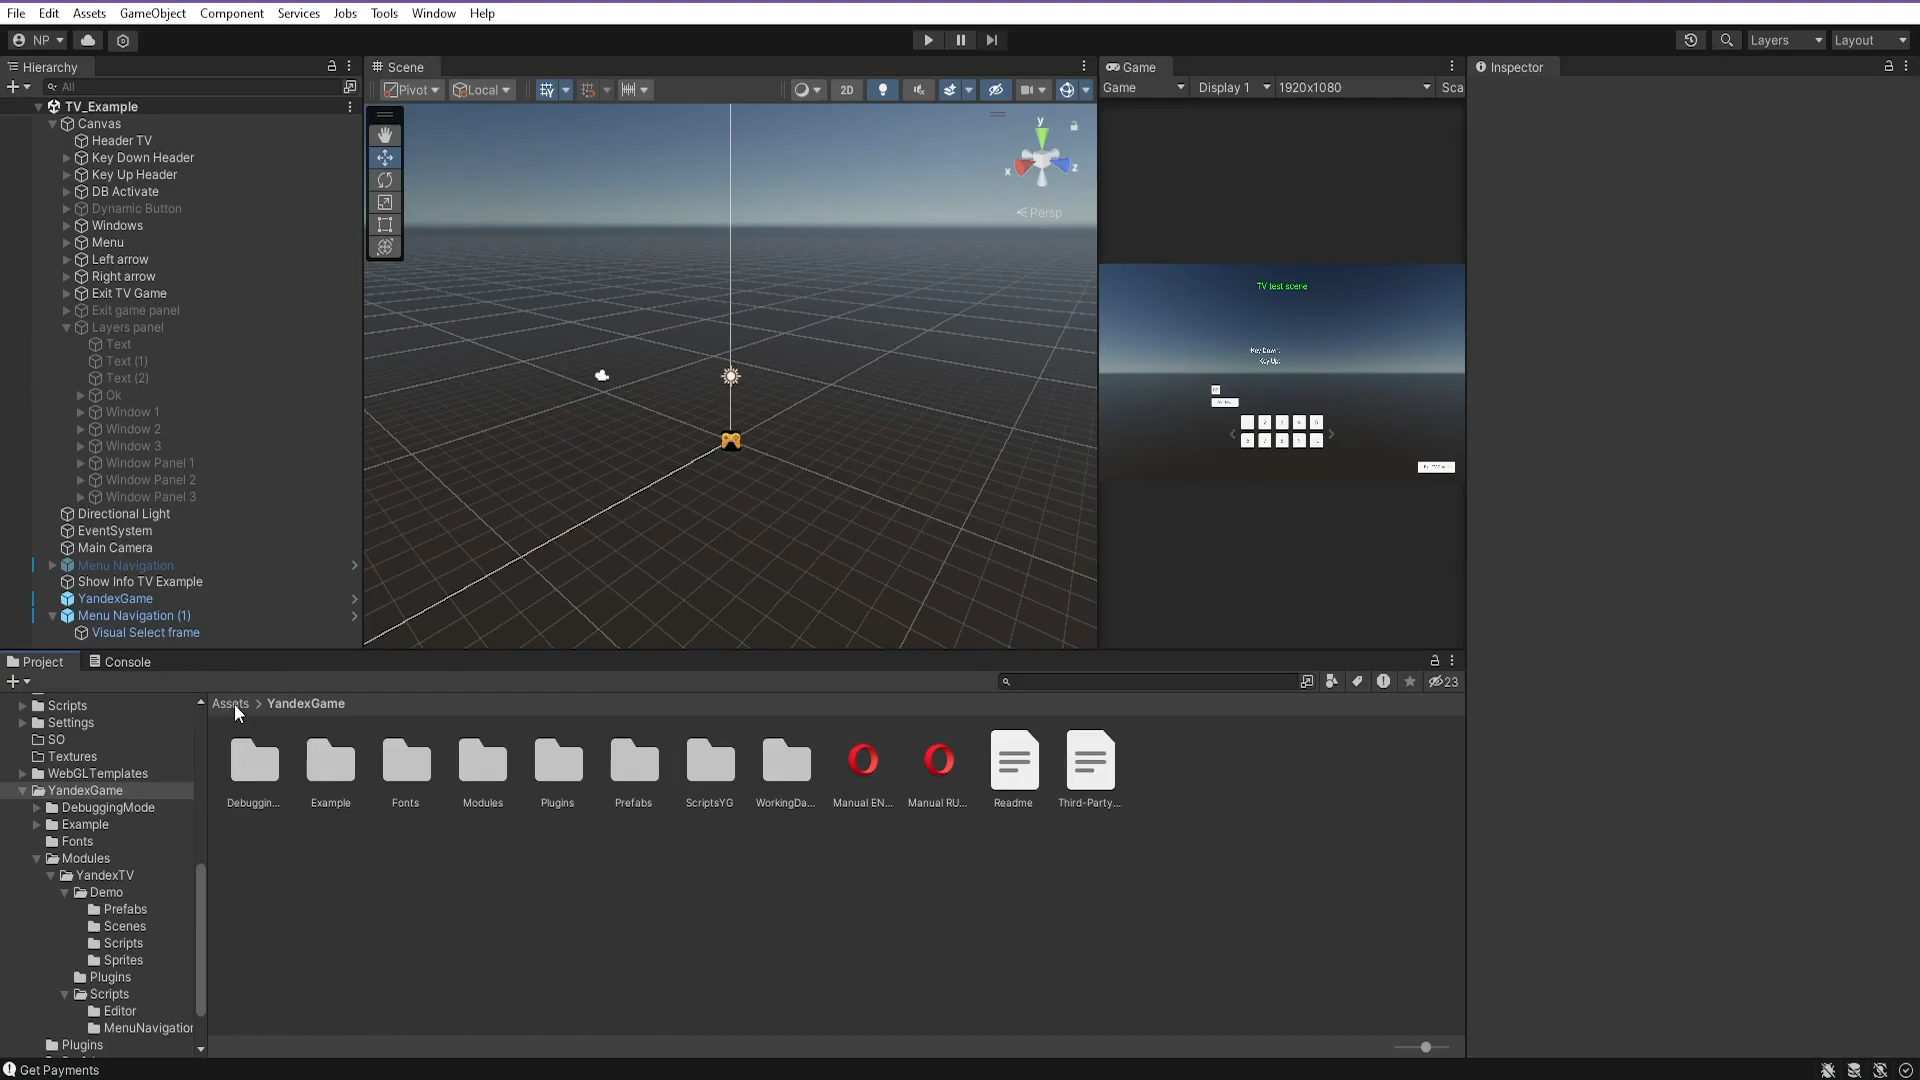 File Edit Assets GameObject Component Services Jobs Tools Window Help
NP
Layers Layout
Hierarchy
All
TV_Example
Canvas
Header TV
Key Down Header
Key Up Header
DB Activate
Dynamic Button
Windows
Menu
Left arrow
Right arrow
Exit TV Game
Exit game panel
Layers panel
Text
Text (1)
Text (2)
Ok
Window 1
Window 2
Window 3
Window Panel 1
Window Panel 2
Window Panel 3
Directional Light
EventSystem
Main Camera
Menu Navigation
Show Info TV Example
YandexGame
Menu Navigation (1)
Visual Select frame
Scene
Pivot Local 2D
y
x z
Persp
Game
Game Display 1 1920x1080 Sca
TV test scene
Key Down:
Key Up:
Inspector
Project Console
23
Scripts
Settings
SO
Textures
WebGLTemplates
YandexGame
DebuggingMode
Example
Fonts
Modules
YandexTV
Demo
Prefabs
Scenes
Scripts
Sprites
Plugins
Scripts
Editor
MenuNavigation
Plugins
Assets > YandexGame
Debuggin... Example Fonts Modules Plugins Prefabs ScriptsYG WorkingDa... Manual EN... Manual RU... Readme Third-Party...
Get Payments